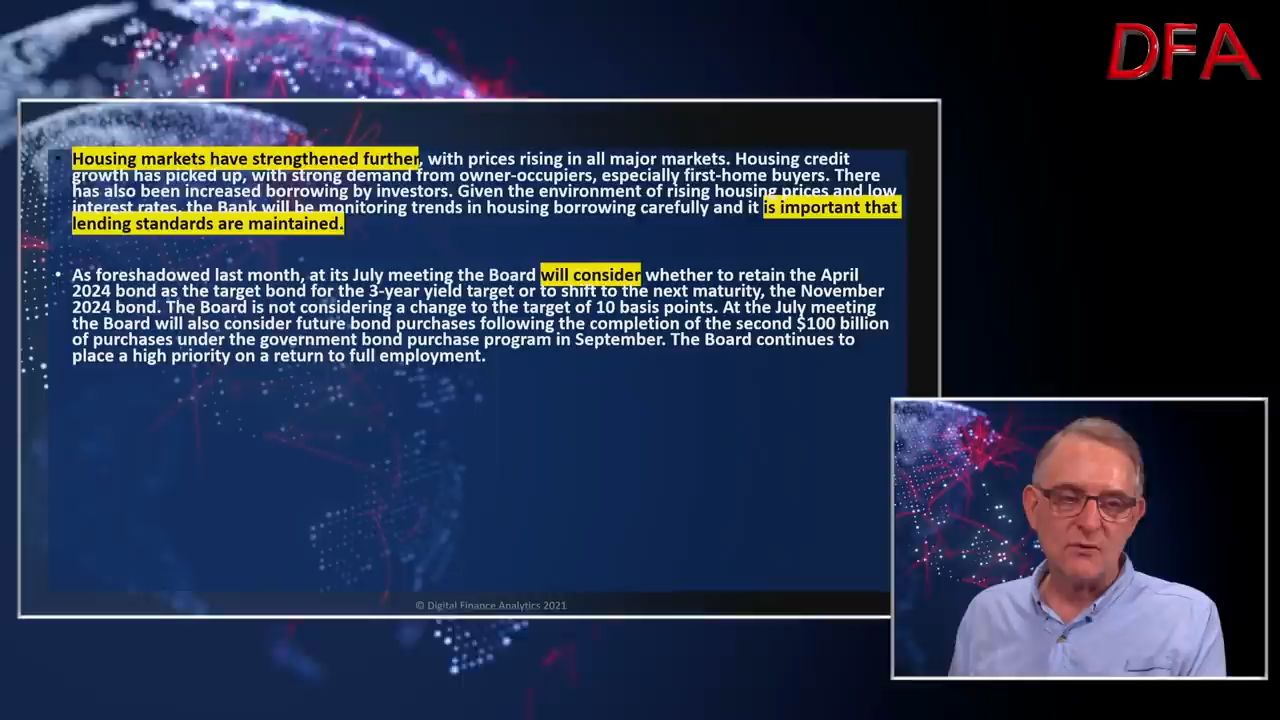 DFA
• Housing markets have strengthened further, with prices rising in all major markets. Housing credit
growth has picked up, with strong demand from owner-occupiers, especially first-home buyers. There
has also been increased borrowing by investors. Given the environment of rising housing prices and low
interest rates, the Bank will be monitoring trends in housing borrowing carefully and it is important that
lending standards are maintained.
• As foreshadowed last month, at its July meeting the Board will consider whether to retain the April
2024 bond as the target bond for the 3-year yield target or to shift to the next maturity, the November
2024 bond. The Board is not considering a change to the target of 10 basis points. At the July meeting
the Board will also consider future bond purchases following the completion of the second $100 billion
of purchases under the government bond purchase program in September. The Board continues to
place a high priority on a return to full employment.
© Digital Finance Analytics 2021